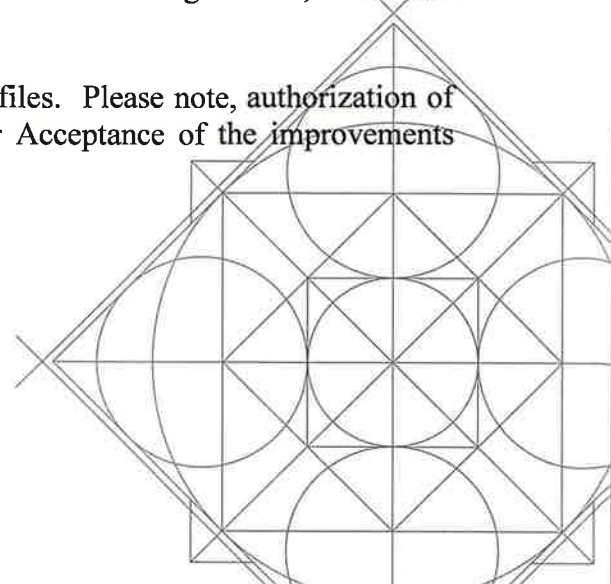 files. Please note, authorization of
Acceptance of the improvements